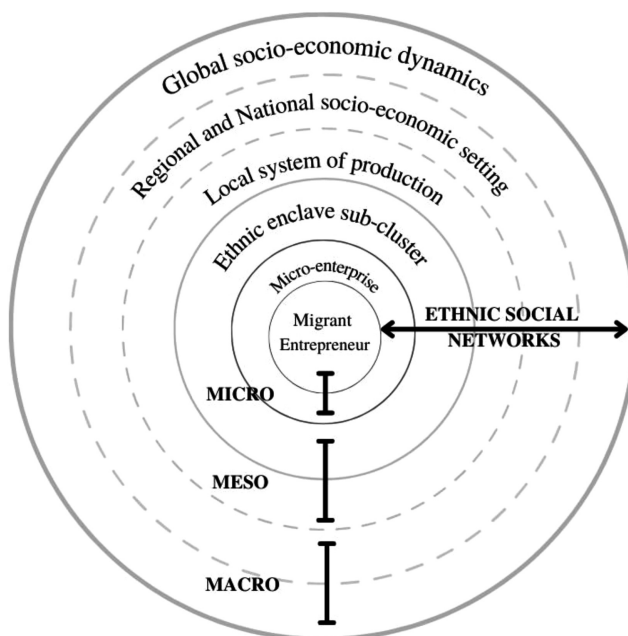 Global socio-economic dynamics
Regional and National socio-economic setting
Local system of production
Ethnic enclave sub-cluster
Micro-enterprise
Migrant
Entrepreneur
ETHNIC SOCIAL
NETWORKS
MICRO
MESO
MACRO